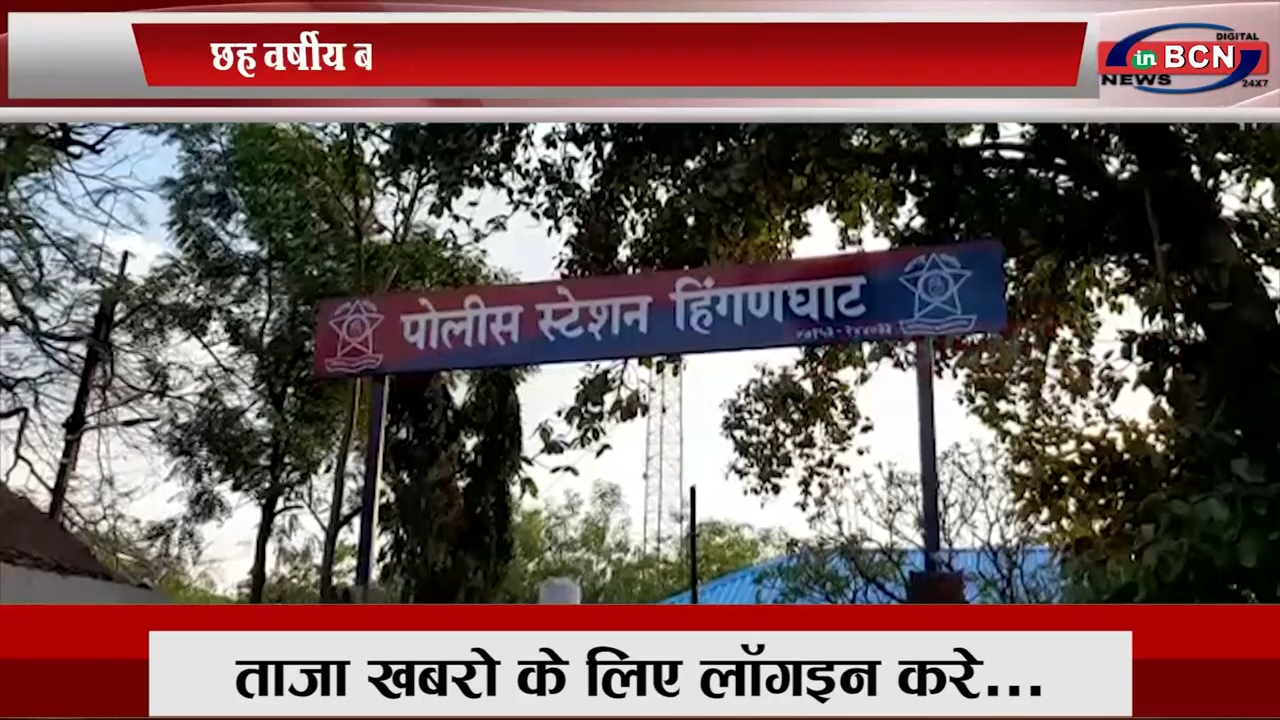 छह वर्षीय ब
DIGITAL
in BCN
NEWS 24X7
पोलीस स्टेशन हिंगणघाट
ताजा खबरो के लिए लॉगइन करे...